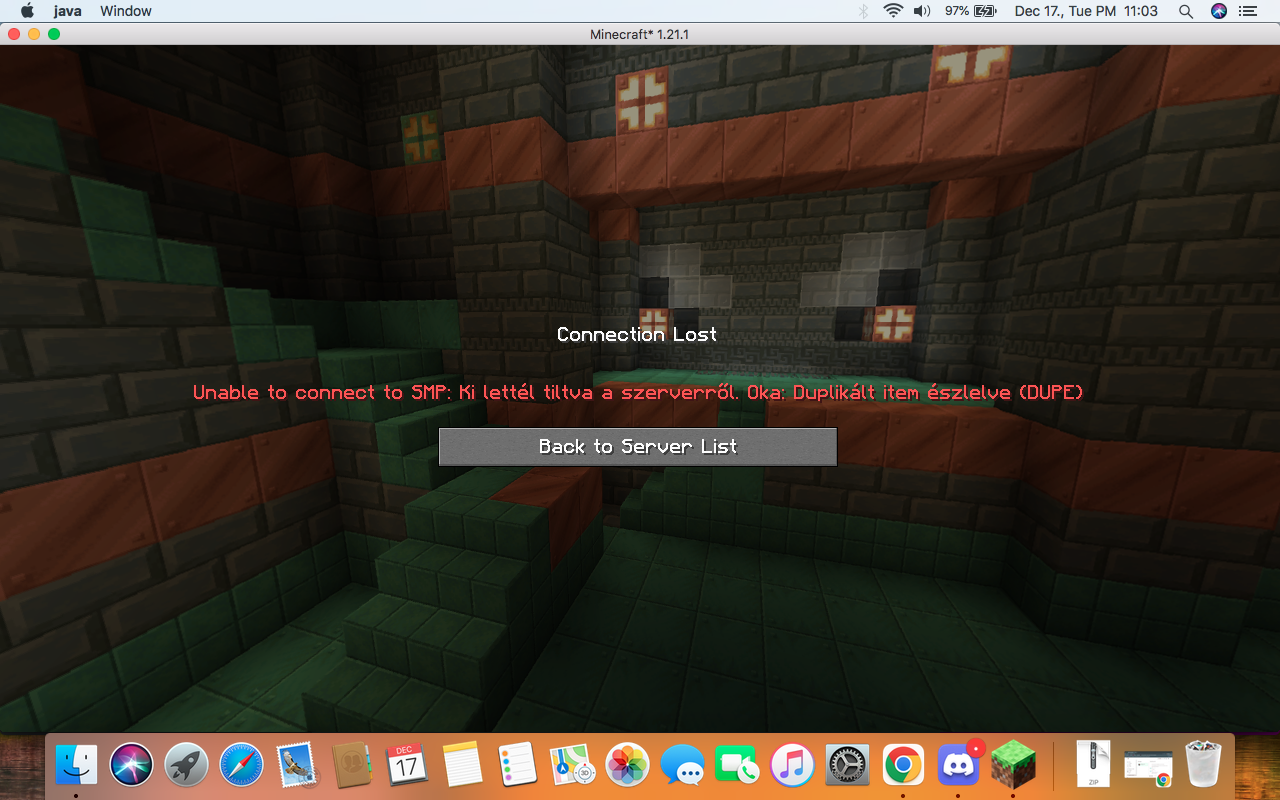 java Window 97% Dec 17., Tue PM 11:03
Minecraft* 1.21.1
Connection Lost
Unable to connect to SMP: Ki lettél tiltva a szerverről. Oka: Duplikált item észlelve (DUPE)
Back to Server List
DEC
17
3D
ZIP